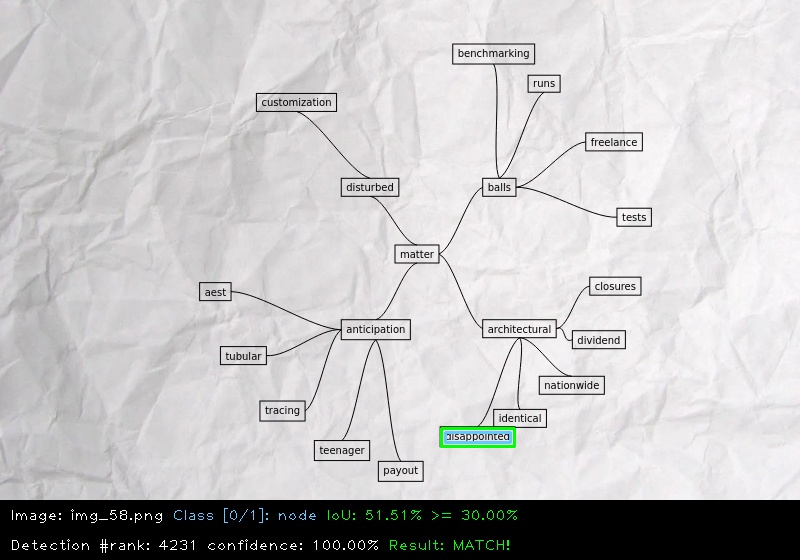 benchmarking
runs
customization
freelance
disturbed
balls
tests
matter
closures
aest
anticipation
architectural
dividend
tubular
nationwide
tracing
identical
disappointed
teenager
payout
Image: img_58.png Class [0/1]: node IoU: 51.51% >= 30.00%
Detection #rank: 4231 confidence: 100.00% Result: MATCH!